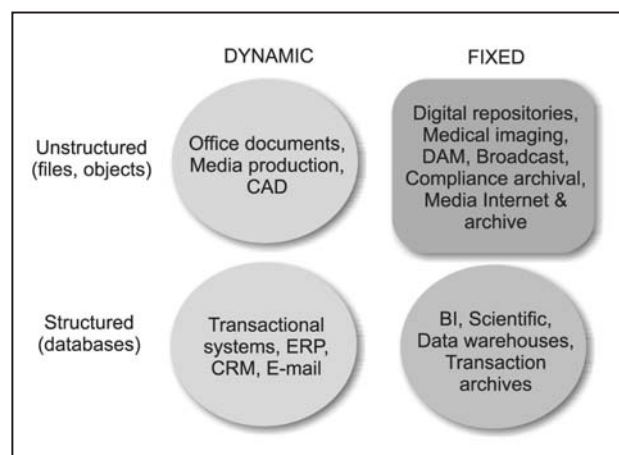 DYNAMIC
FIXED
Unstructured
(files, objects)
Office documents,
Media production,
CAD
Digital repositories,
Medical imaging,
DAM, Broadcast,
Compliance archival,
Media Internet &
archive
Structured
(databases)
Transactional
systems, ERP,
CRM, E-mail
BI, Scientific,
Data warehouses,
Transaction
archives